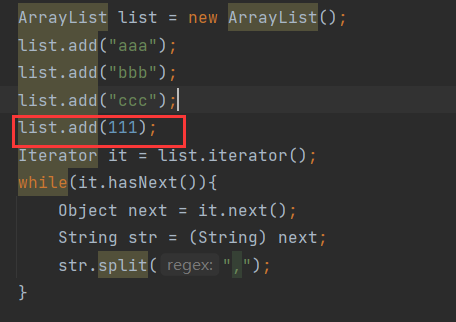 ArrayList list = new ArrayList();
list.add("aaa");
list.add("bbb");
list.add("ccc");
list.add(111);
Iterator it = list.iterator();
while(it.hasNext()){
    Object next = it.next();
    String str = (String) next;
    str.split( regex: ",");
}